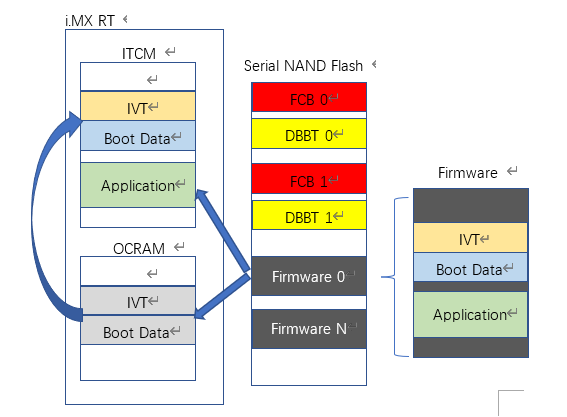 i.MX RT
ITCM
IVT
Boot Data
Application
OCRAM
IVT
Boot Data
Serial NAND Flash
FCB 0
DBBT 0
FCB 1
DBBT 1
Firmware 0
Firmware N
Firmware
IVT
Boot Data
Application